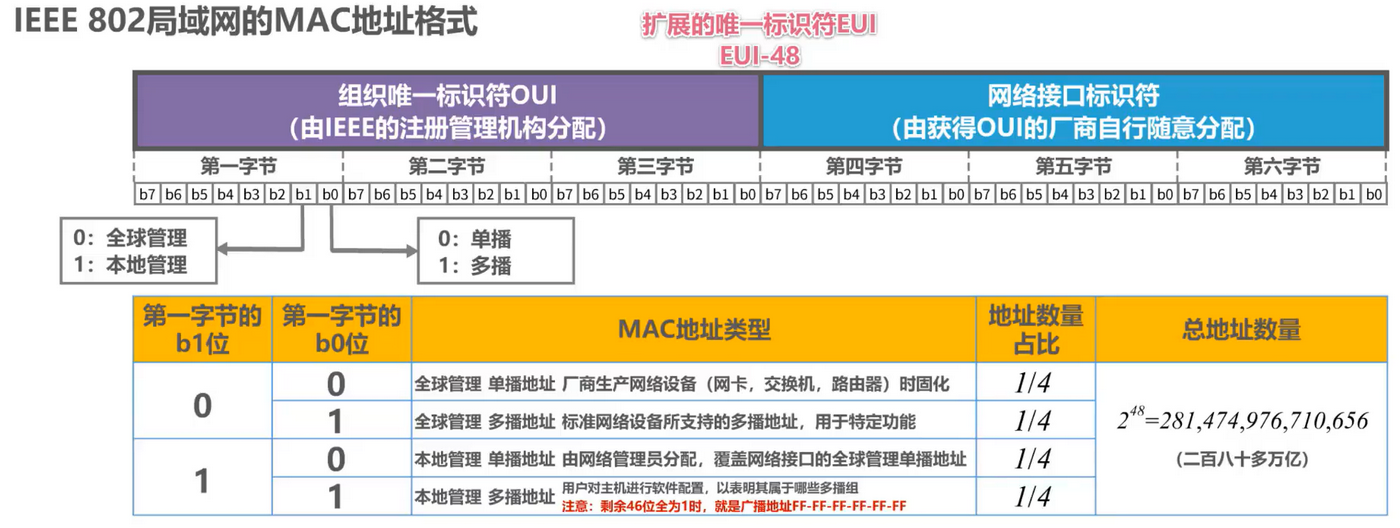 IEEE 802局域网的MAC地址格式
扩展的唯一标识符EUI
EUI-48
组织唯一标识符OUI
（由IEEE的注册管理机构分配）
网络接口标识符
（由获得OUI的厂商自行随意分配）
第一字节 第二字节 第三字节 第四字节 第五字节 第六字节
b7 b6 b5 b4 b3 b2 b1 b0 b7 b6 b5 b4 b3 b2 b1 b0 b7 b6 b5 b4 b3 b2 b1 b0 b7 b6 b5 b4 b3 b2 b1 b0 b7 b6 b5 b4 b3 b2 b1 b0 b7 b6 b5 b4 b3 b2 b1 b0
0：全球管理
1：本地管理
0：单播
1：多播
第一字节的
b1位
第一字节的
b0位
MAC地址类型
地址数量
占比
总地址数量
0
0
全球管理 单播地址 厂商生产网络设备（网卡，交换机，路由器）时固化
1/4
1
全球管理 多播地址 标准网络设备所支持的多播地址，用于特定功能
1/4
1
0
本地管理 单播地址 由网络管理员分配，覆盖网络接口的全球管理单播地址
1/4
1
本地管理 多播地址 用户对主机进行软件配置，以表明其属于哪些多播组
注意：剩余46位全为1时，就是广播地址FF-FF-FF-FF-FF-FF
1/4
2^48=281,474,976,710,656
（二百八十多万亿）